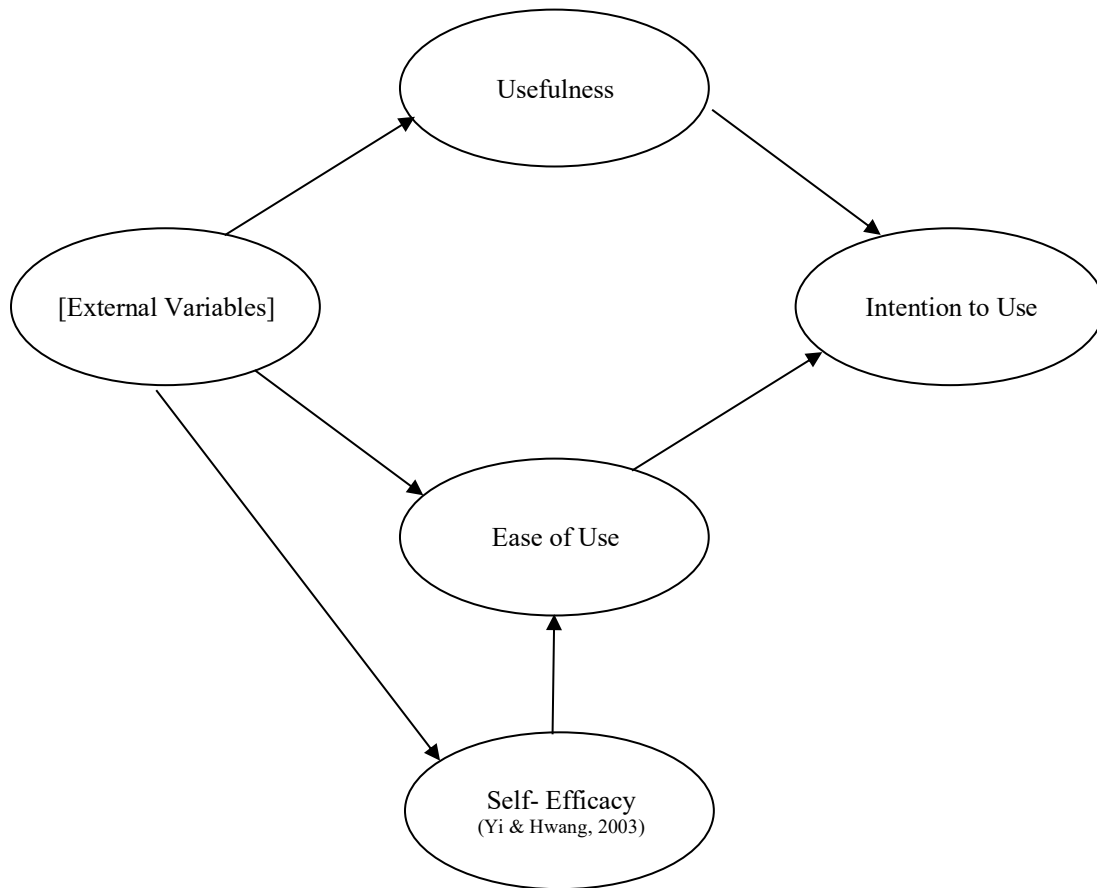 Usefulness
[External Variables]
Intention to Use
Ease of Use
Self- Efficacy
(Yi & Hwang, 2003)